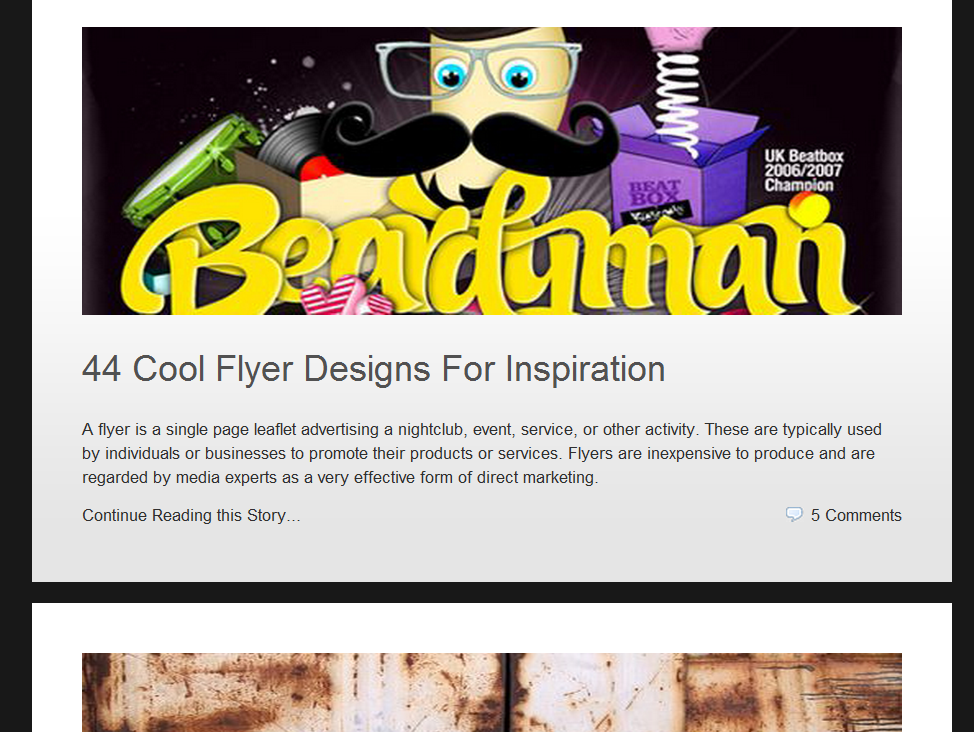 UK Beatbox
2006/2007
Champion
BEAT
BOX
Beardyman
44 Cool Flyer Designs For Inspiration
A flyer is a single page leaflet advertising a nightclub, event, service, or other activity. These are typically used
by individuals or businesses to promote their products or services. Flyers are inexpensive to produce and are
regarded by media experts as a very effective form of direct marketing.
Continue Reading this Story...
5 Comments